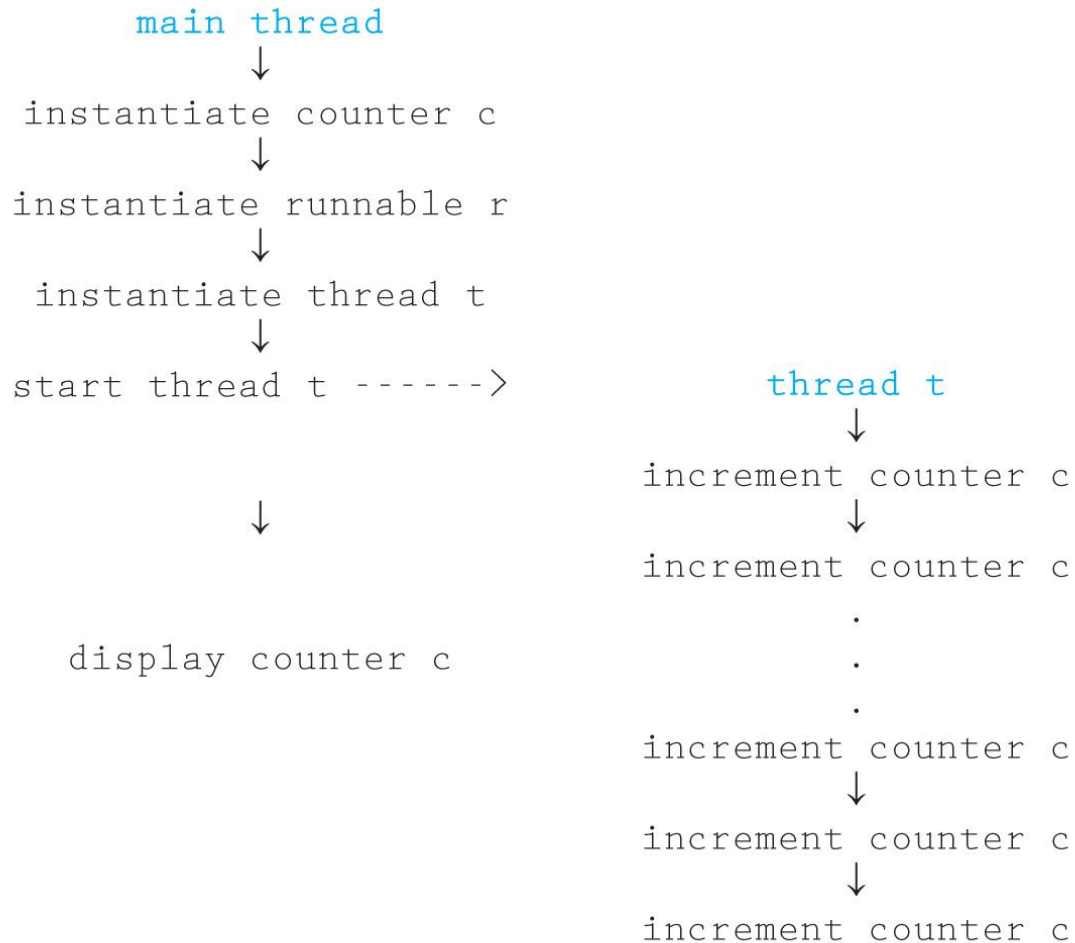 main thread
↓
instantiate counter c
↓
instantiate runnable r
↓
instantiate thread t
↓
start thread t ------>
↓
display counter c
thread t
↓
increment counter c
↓
increment counter c
.
.
.
increment counter c
↓
increment counter c
↓
increment counter c